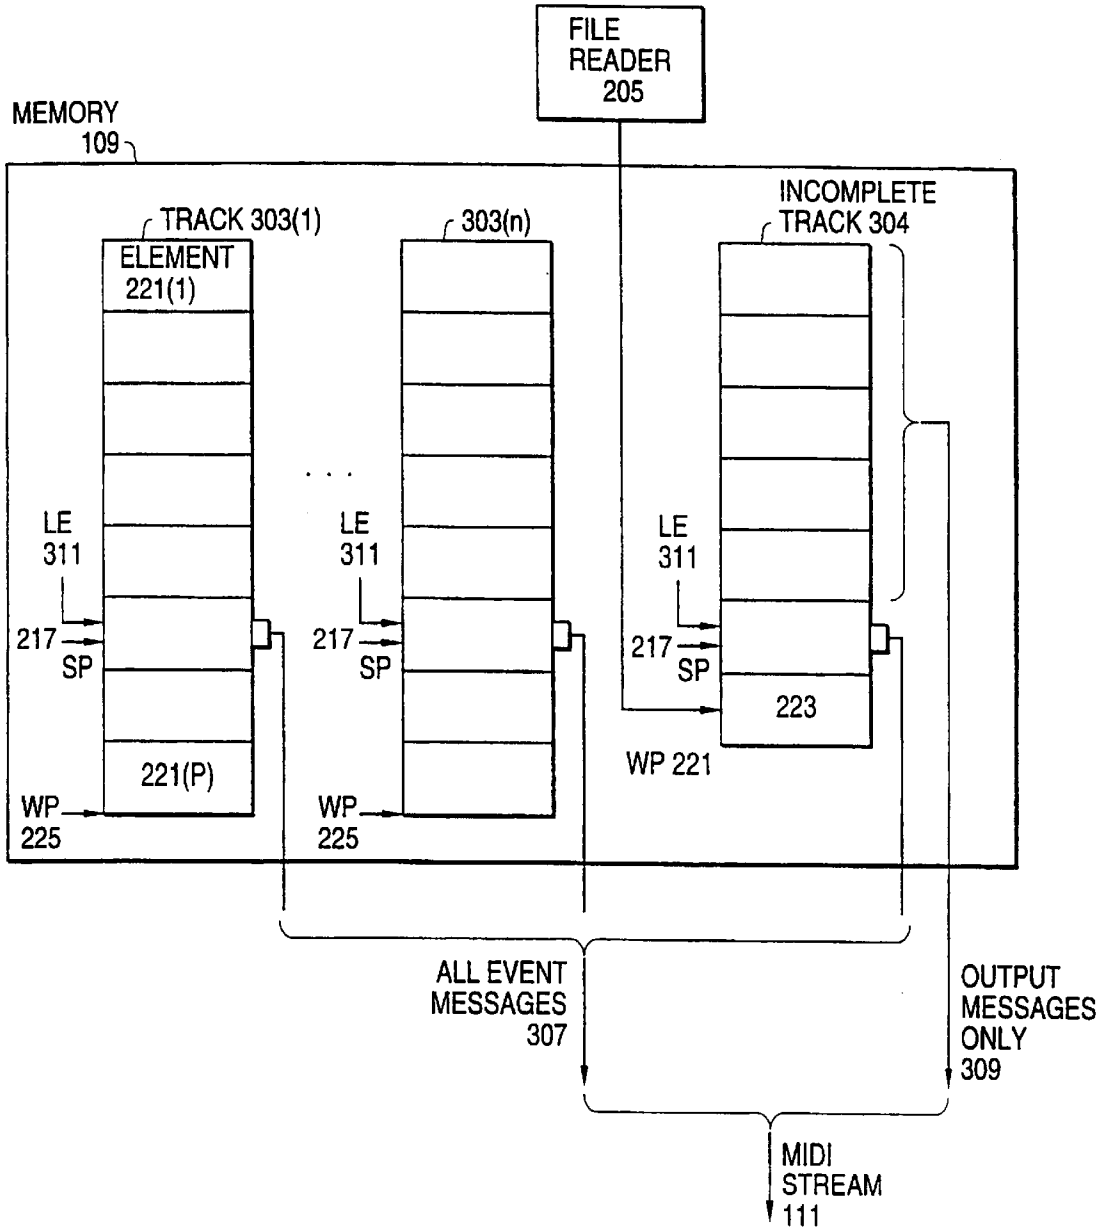 FILE
READER
205
MEMORY
109
TRACK 303(1)
303(n)
INCOMPLETE
TRACK 304
ELEMENT
221(1)
. . .
LE
311
LE
311
LE
311
217
SP
217
SP
217
SP
223
WP 221
221(P)
WP
225
WP
225
ALL EVENT
MESSAGES
307
OUTPUT
MESSAGES
ONLY
309
MIDI
STREAM
111